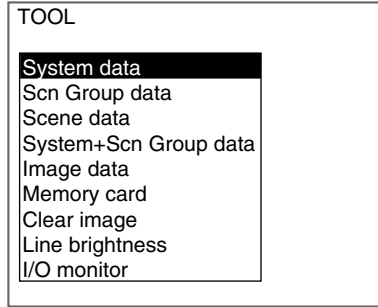 TOOL
System data
Scn Group data
Scene data
System+Scn Group data
Image data
Memory card
Clear image
Line brightness
I/O monitor